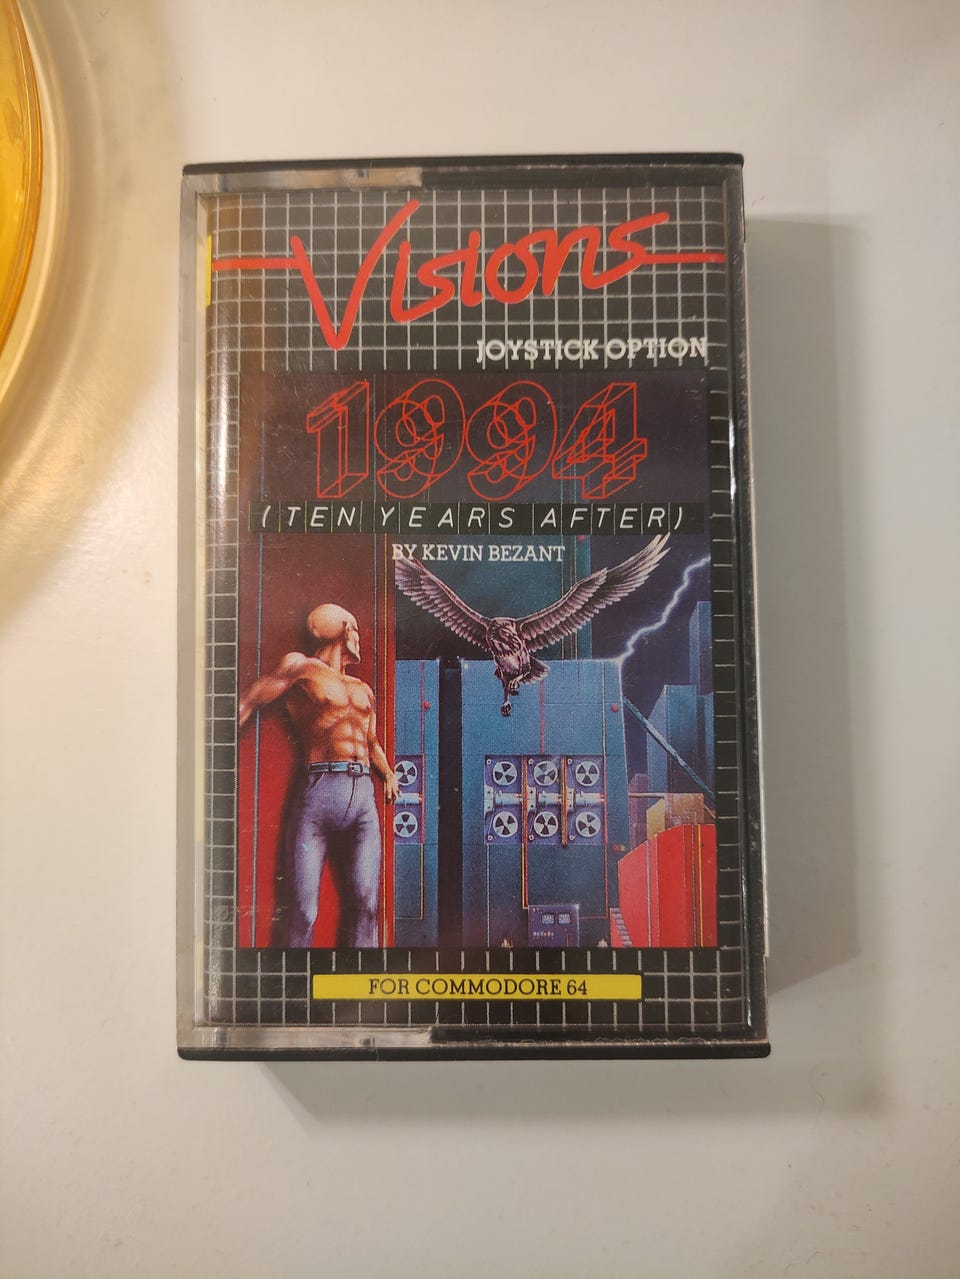 Visions
JOYSTICK OPTION
1994
(TEN YEARS AFTER)
BY KEVIN BEZANT
FOR COMMODORE 64